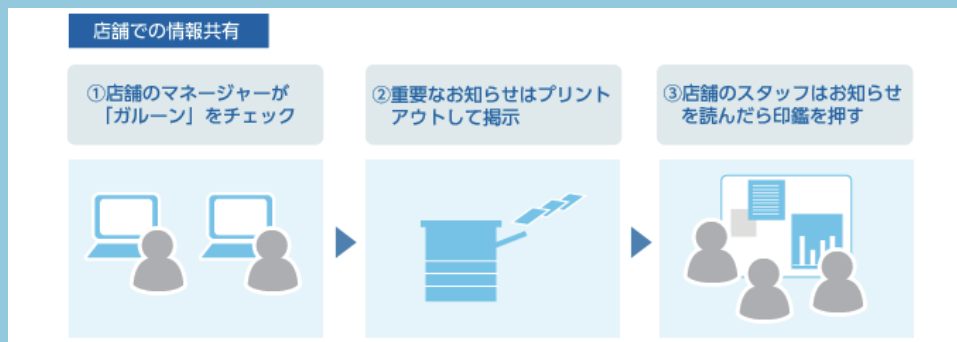 店舗での情報共有
①店舗のマネージャーが
「ガルーン」をチェック
②重要なお知らせはプリント
アウトして掲示
③店舗のスタッフはお知らせ
を読んだら印鑑を押す